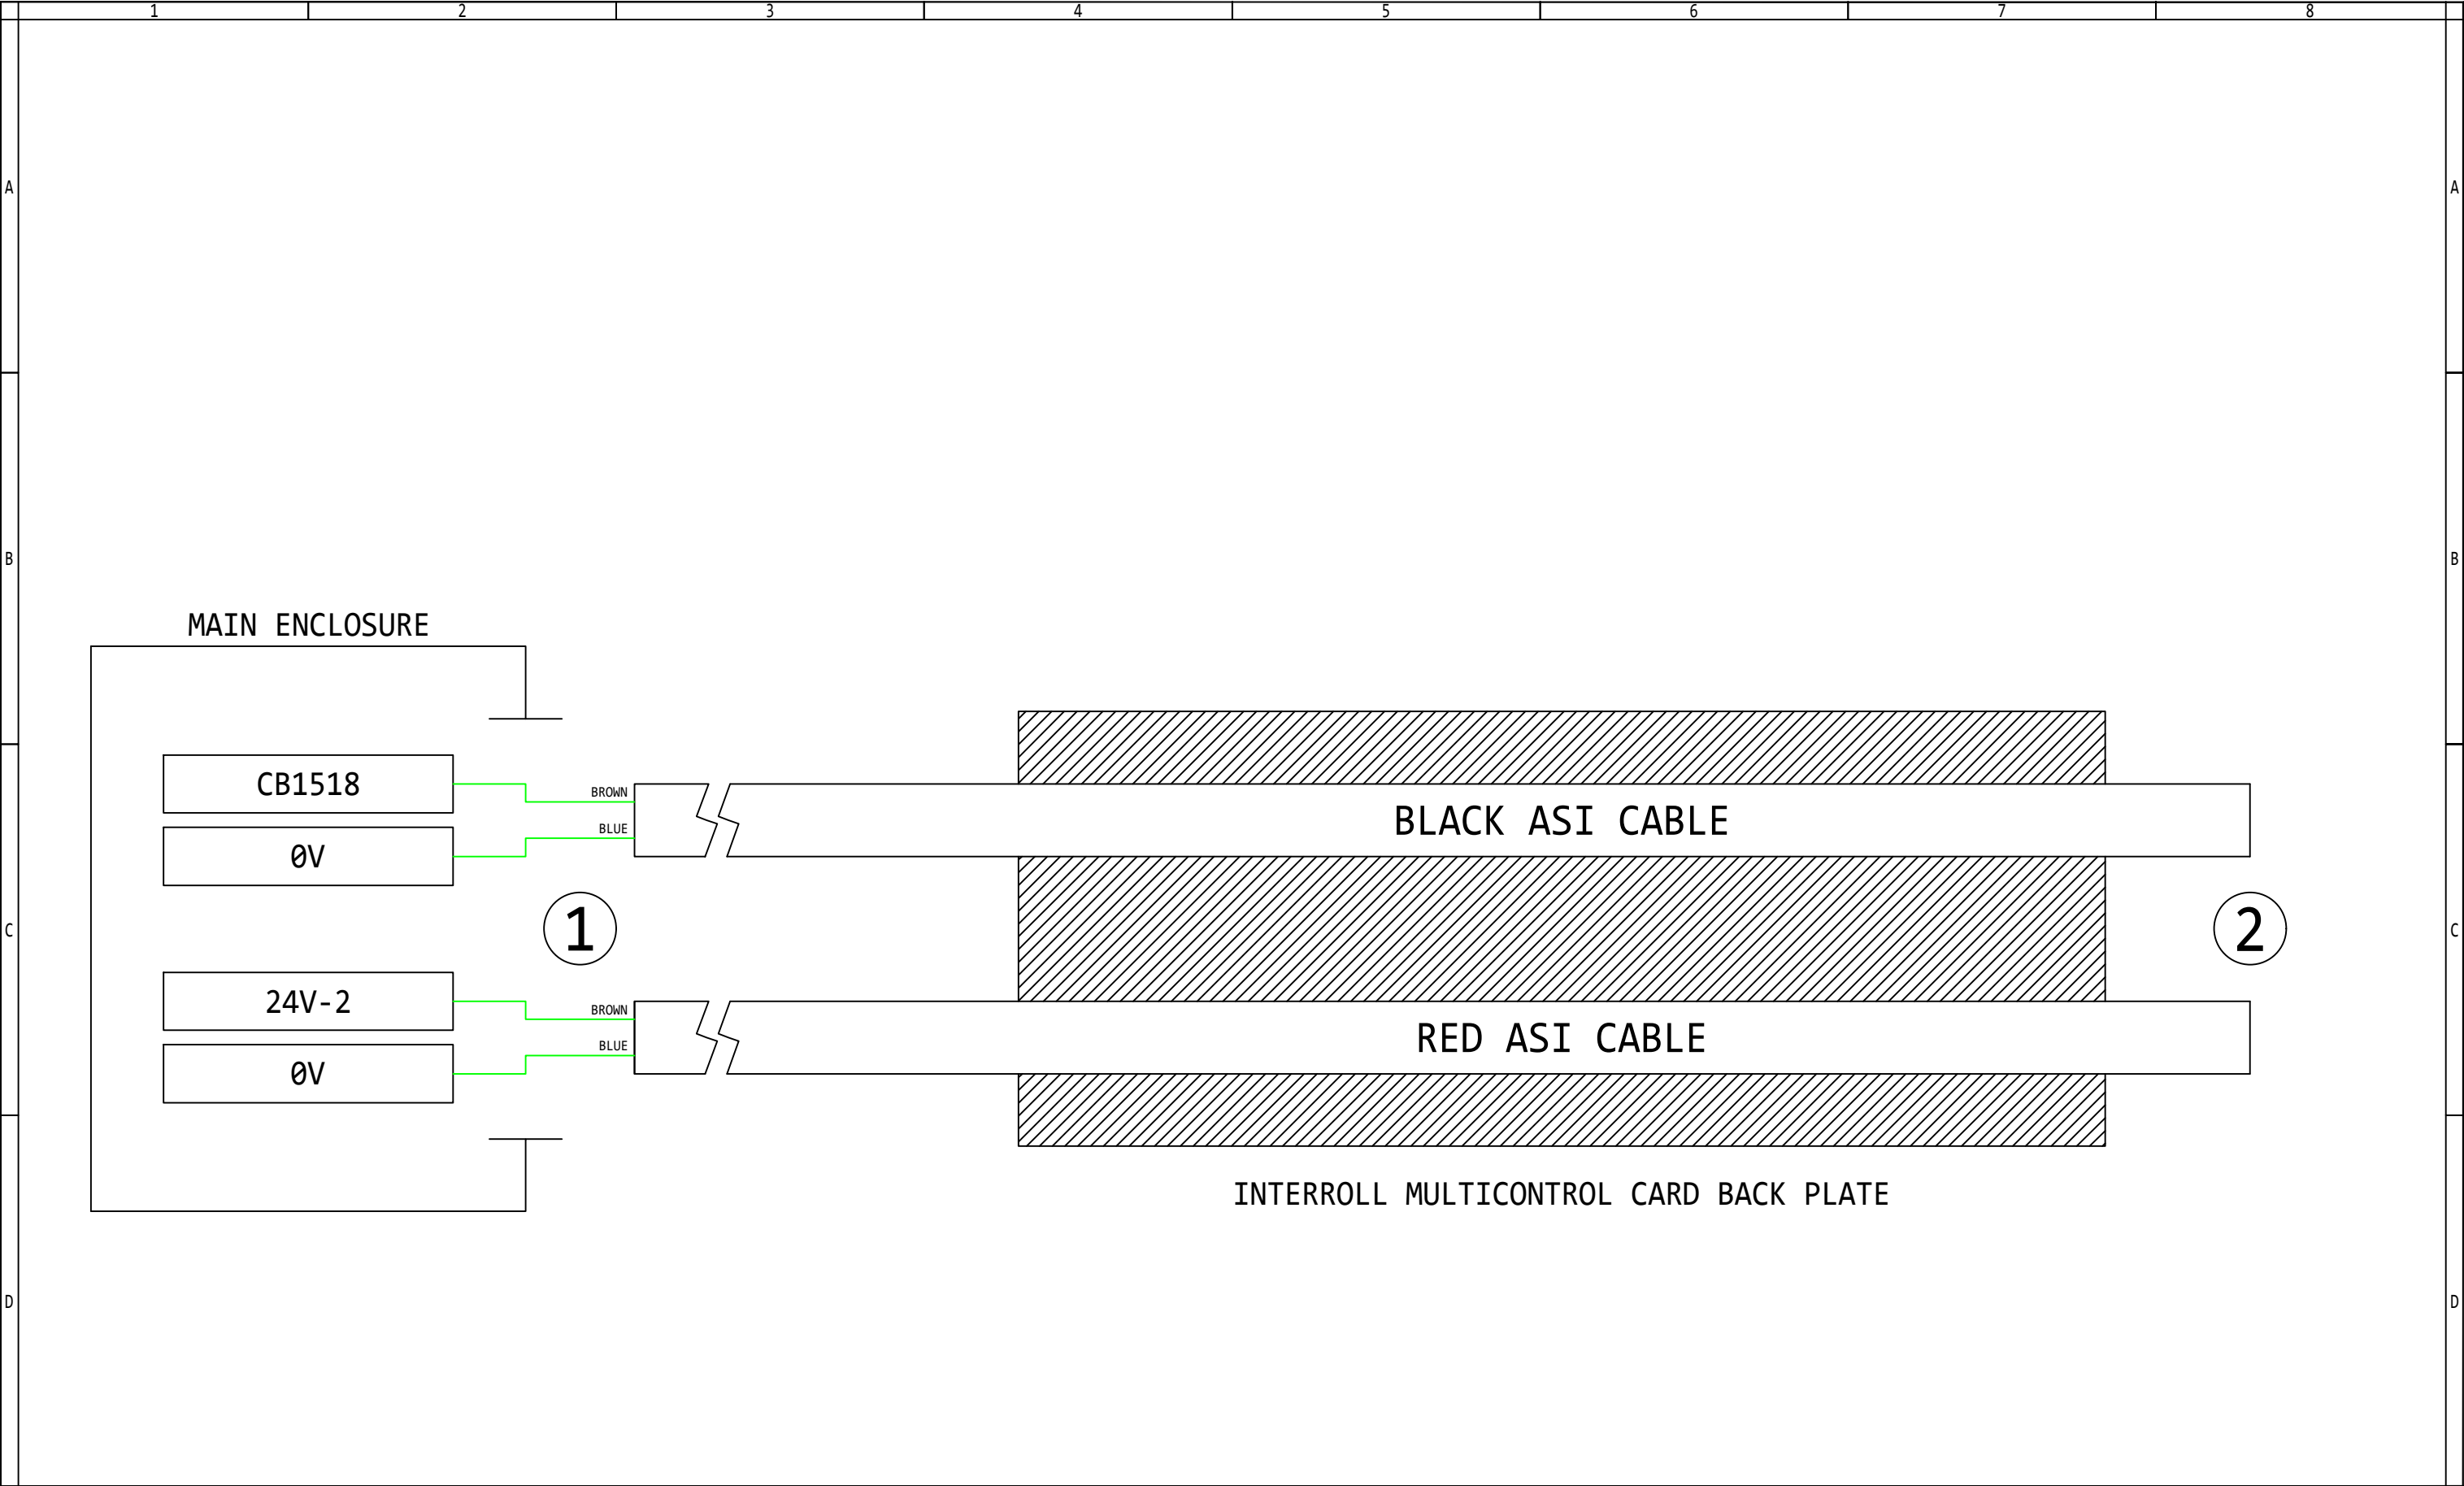 1 2 3 4 5 6 7 8
A A
B B
MAIN ENCLOSURE
CB1518
BROWN
BLACK ASI CABLE
BLUE
0V
C 1 2 C
24V-2
BROWN
RED ASI CABLE
BLUE
0V
INTERROLL MULTICONTROL CARD BACK PLATE
D D